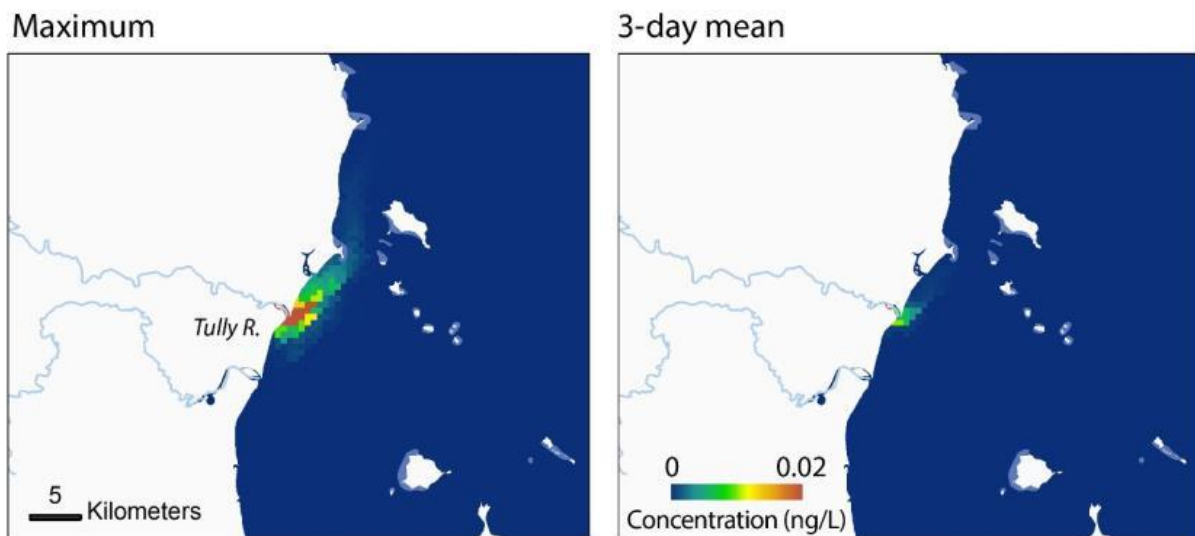 Maximum
3-day mean
Tully R.
5
Kilometers
0 0.02
Concentration (ng/L)